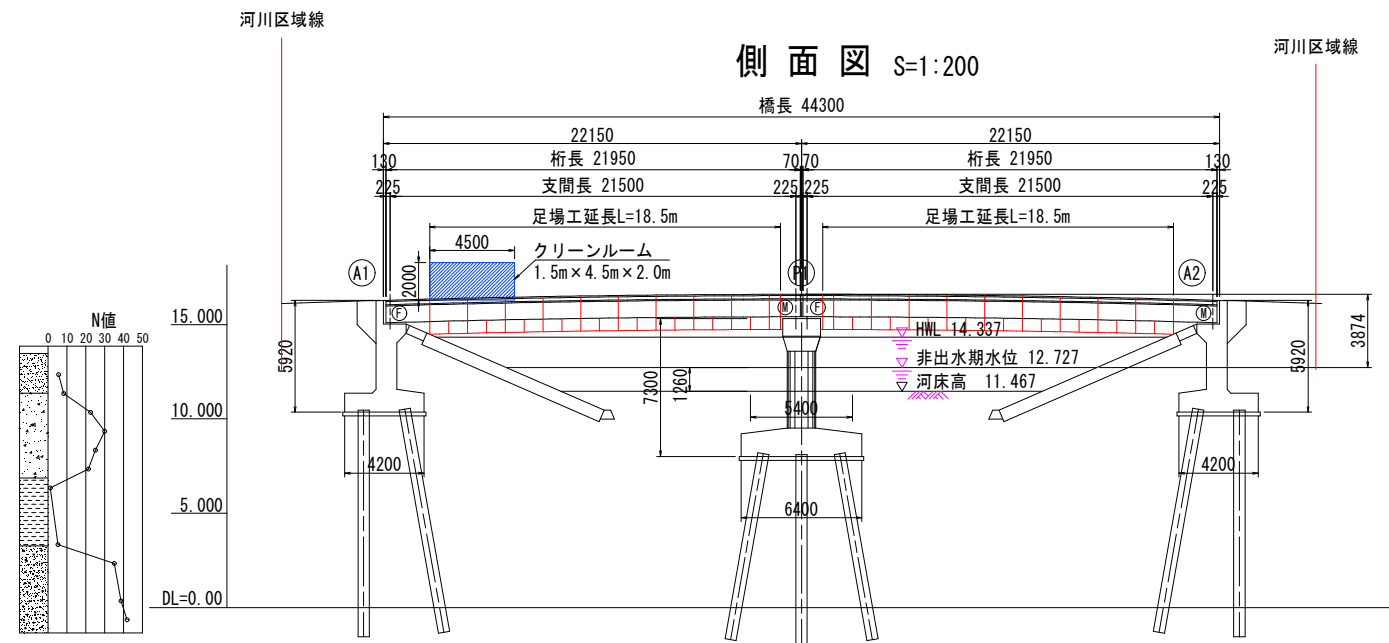 河川区域線
河川区域線
側面図 S=1:200
橋長 44300
22150
22150
130
桁長 21950
70
70
桁長 21950
130
225
支間長 21500
225
225
支間長 21500
225
足場工延長L=18.5m
足場工延長L=18.5m
4500
クリーンルーム
1.5m×4.5m×2.0m
2000
A1
P1
A2
F
M
F
M
N値
0 10 20 30 40 50
15.000
10.000
5.000
DL=0.00
HWL 14.337
非出水期水位 12.727
河床高 11.467
5920
7300
1260
5400
5920
3874
4200
6400
4200